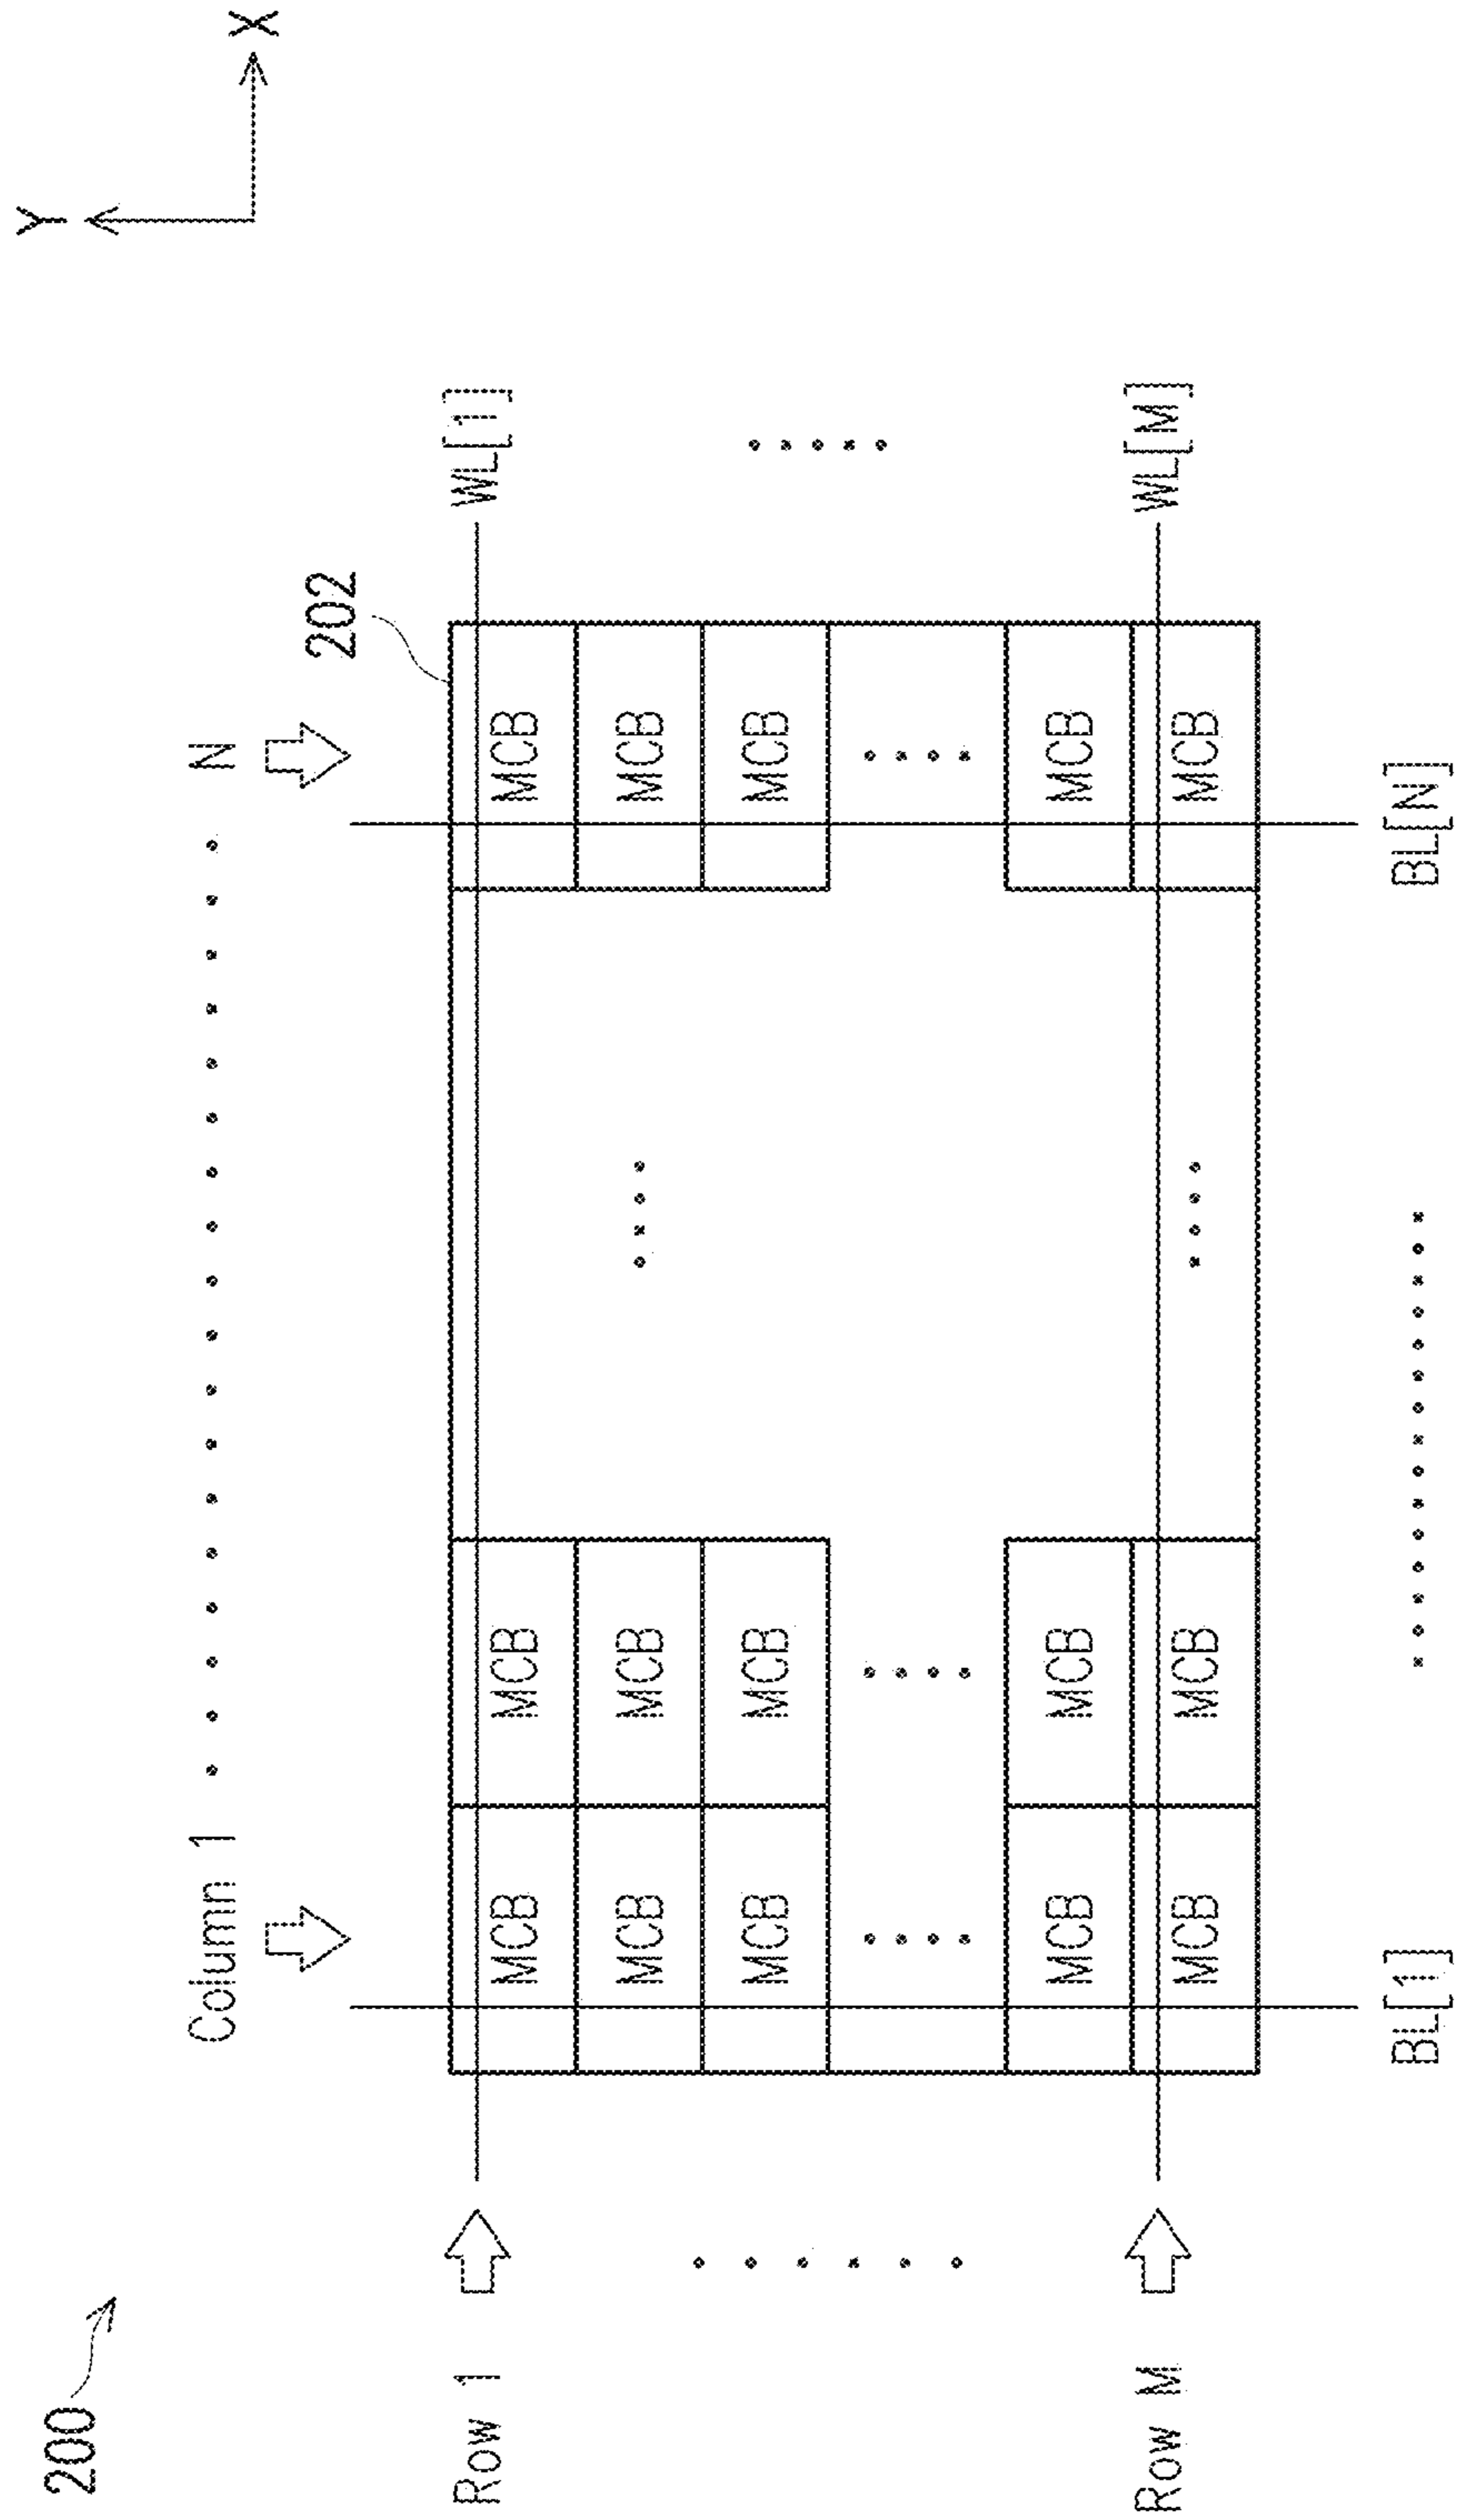 200
Y
X
Column 1
N
202
Row 1
WL[1]
MCB MCB MCB
MCB MCB MCB
MCB MCB MCB
MCB MCB MCB
Row M
MCB MCB MCB
WL[M]
BL[1]
BL[N]